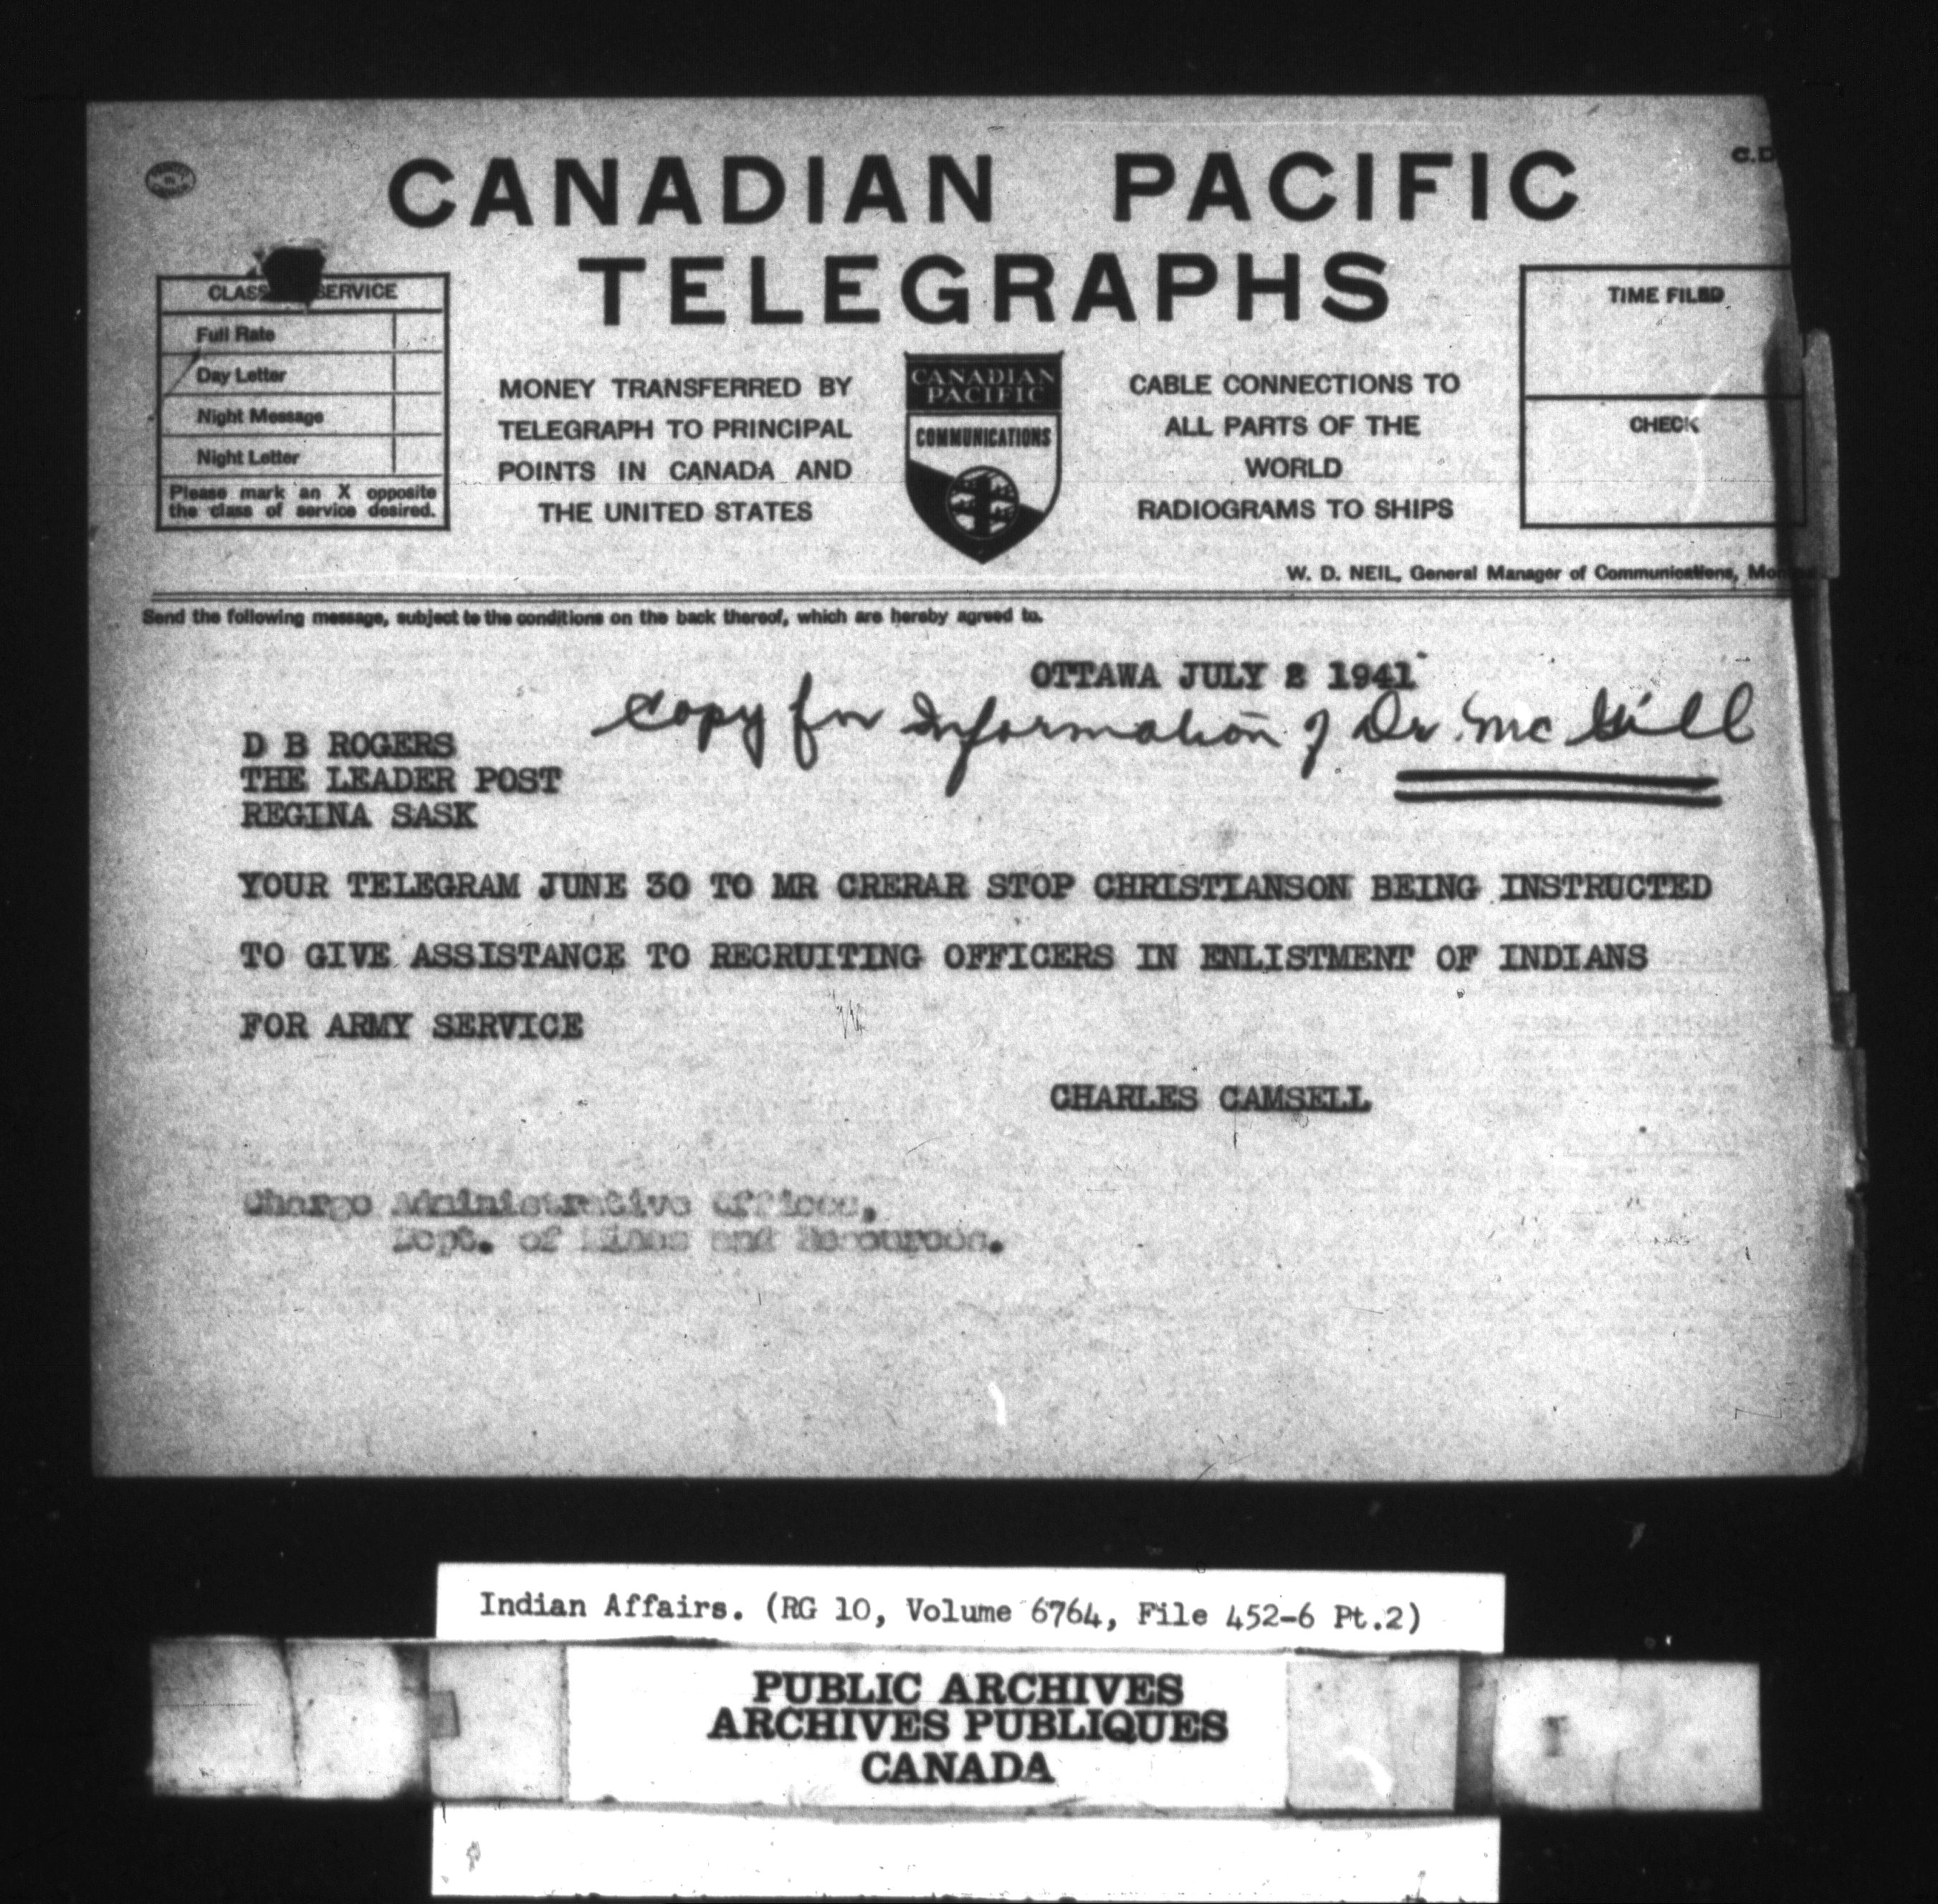 CANADIAN PACIFIC
TELEGRAPHS
C.D
CLASS SERVICE
Full Rate
Day Letter
Night Message
Night Letter
Please mark an X opposite
the class of service desired.
MONEY TRANSFERRED BY
TELEGRAPH TO PRINCIPAL
POINTS IN CANADA AND
THE UNITED STATES
CANADIAN
PACIFIC
COMMUNICATIONS
CABLE CONNECTIONS TO
ALL PARTS OF THE
WORLD
RADIOGRAMS TO SHIPS
TIME FILED
CHECK
W. D. NEIL, General Manager of Communications,
Send the following message, subject to the conditions on the back thereof, which are hereby agreed to.
OTTAWA JULY 2 1941
Copy for Information of Dr. McGill
D B ROGERS
THE LEADER POST
REGINA SASK
YOUR TELEGRAM JUNE 30 TO MR CRERAR STOP CHRISTIANSON BEING INSTRUCTED
TO GIVE ASSISTANCE TO RECRUITING OFFICERS IN ENLISTMENT OF INDIANS
FOR ARMY SERVICE
CHARLES CAMSELL
Charge Administrative Offices,
Dept. of Mines and Resources.
Indian Affairs. (RG 10, Volume 6764, File 452-6 Pt.2)
PUBLIC ARCHIVES
ARCHIVES PUBLIQUES
CANADA